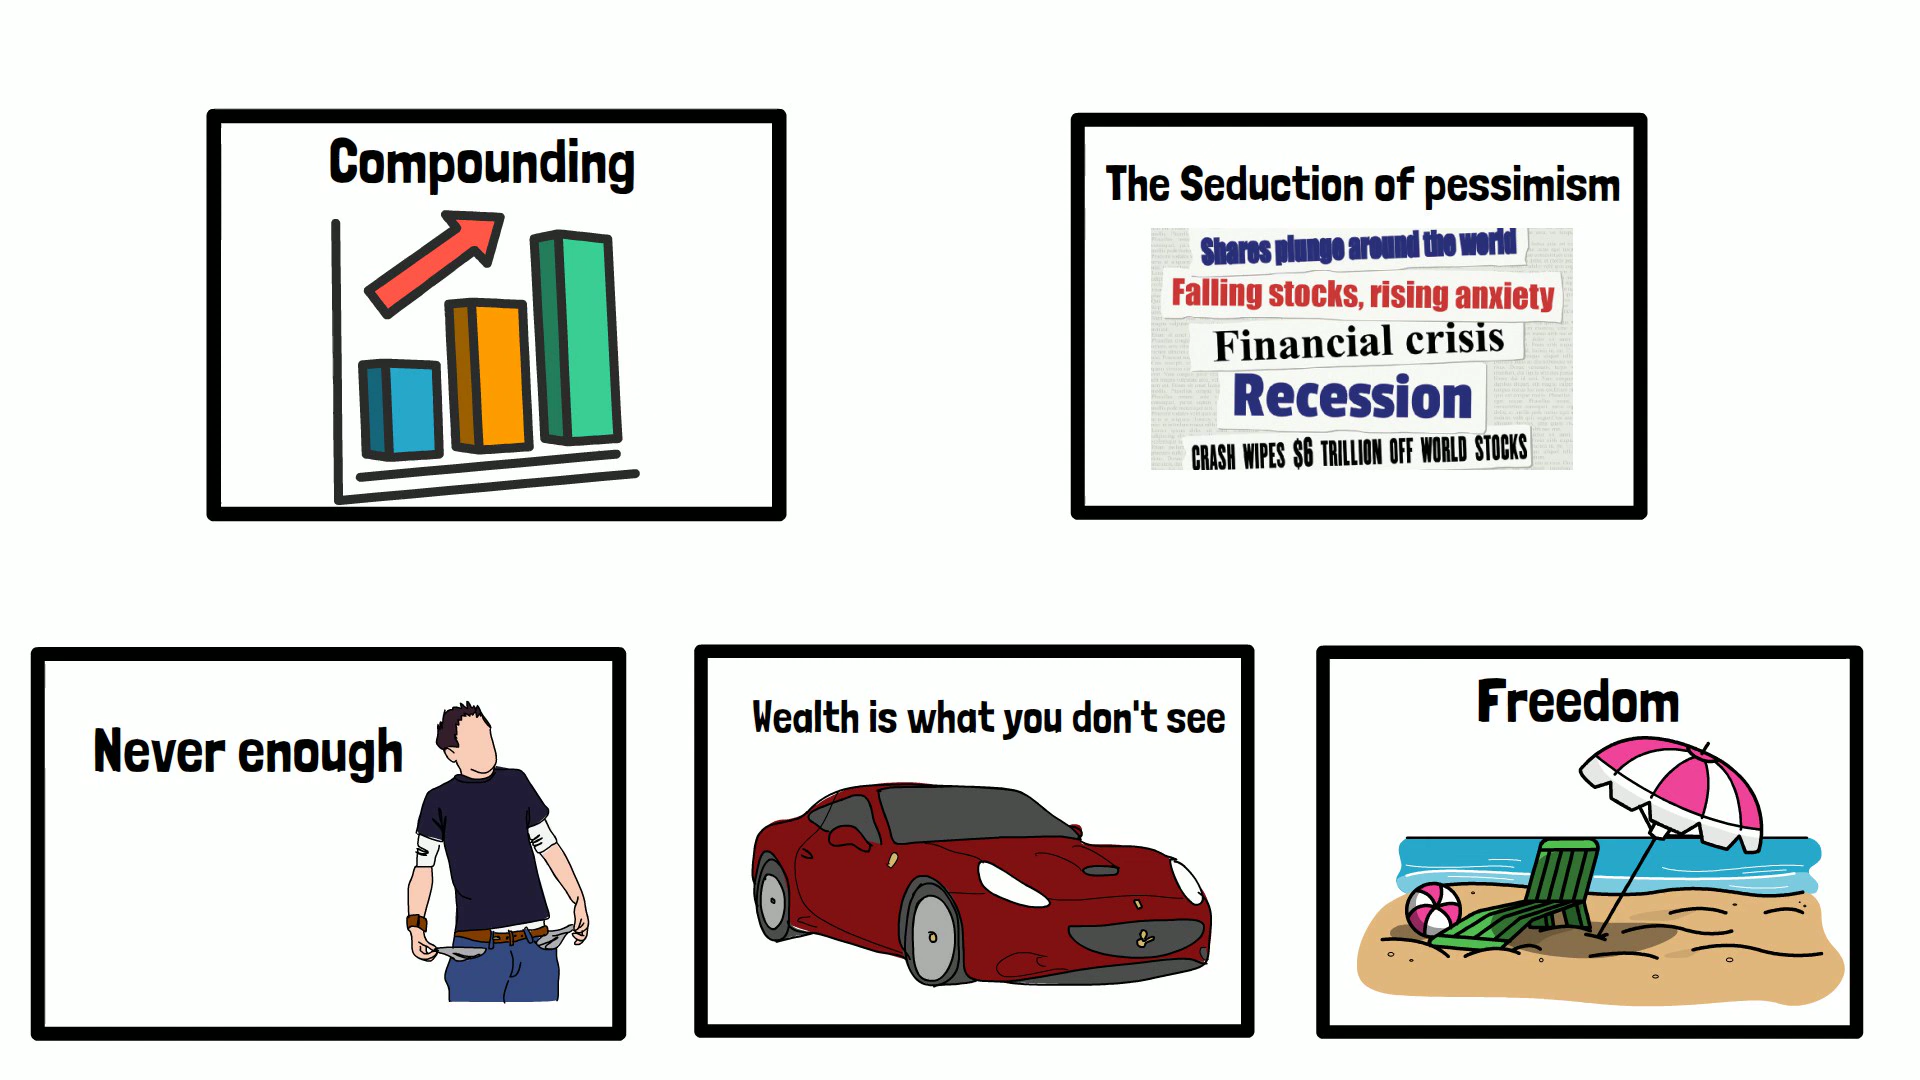 Compounding
The Seduction of pessimism
Shares plunge around the world
Falling stocks, rising anxiety
Financial crisis
Recession
CRASH WIPES $6 TRILLION OFF WORLD STOCKS
Never enough
Wealth is what you don't see
Freedom